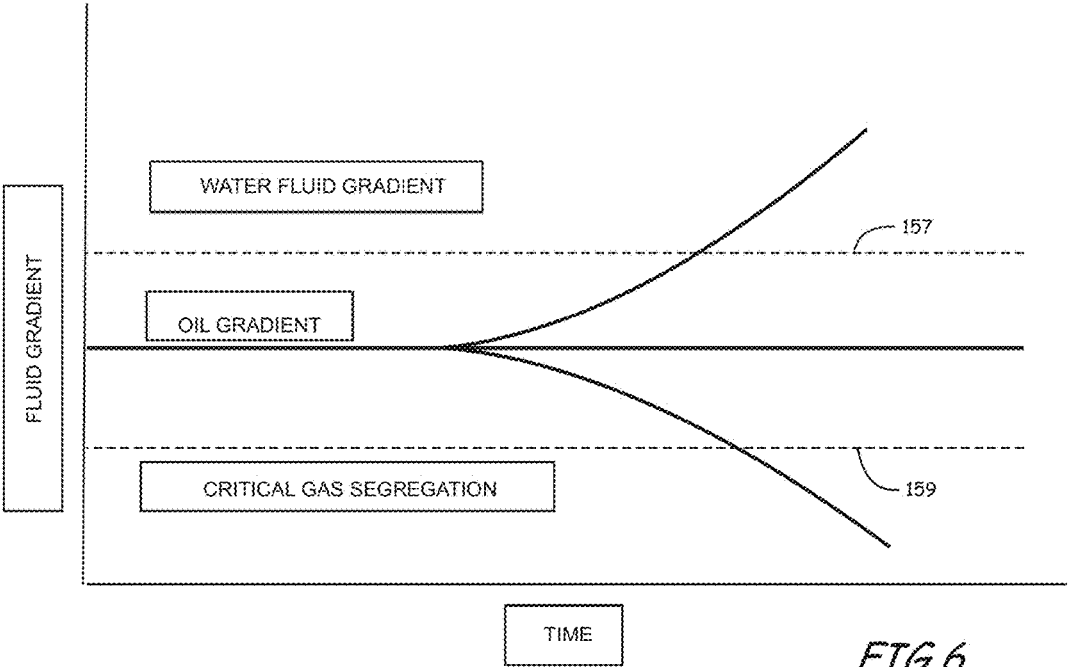 WATER FLUID GRADIENT
157
OIL GRADIENT
FLUID GRADIENT
CRITICAL GAS SEGREGATION
159
TIME
FIG.6